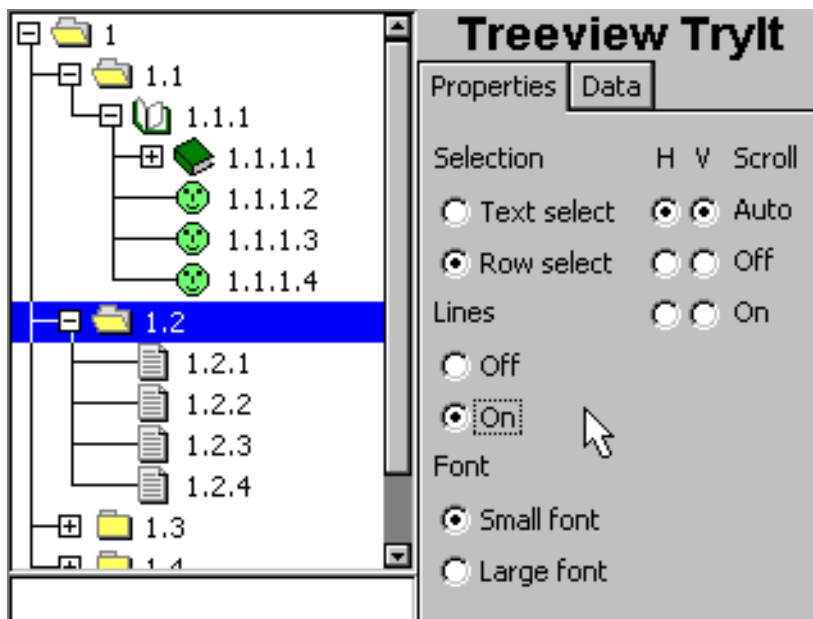 1
1.1
1.1.1
1.1.1.1
1.1.1.2
1.1.1.3
1.1.1.4
1.2
1.2.1
1.2.2
1.2.3
1.2.4
1.3
1.4
Treeview TryIt
Properties Data
Selection H V Scroll
Text select Auto
Row select Off
Lines On
Off
On
Font
Small font
Large font